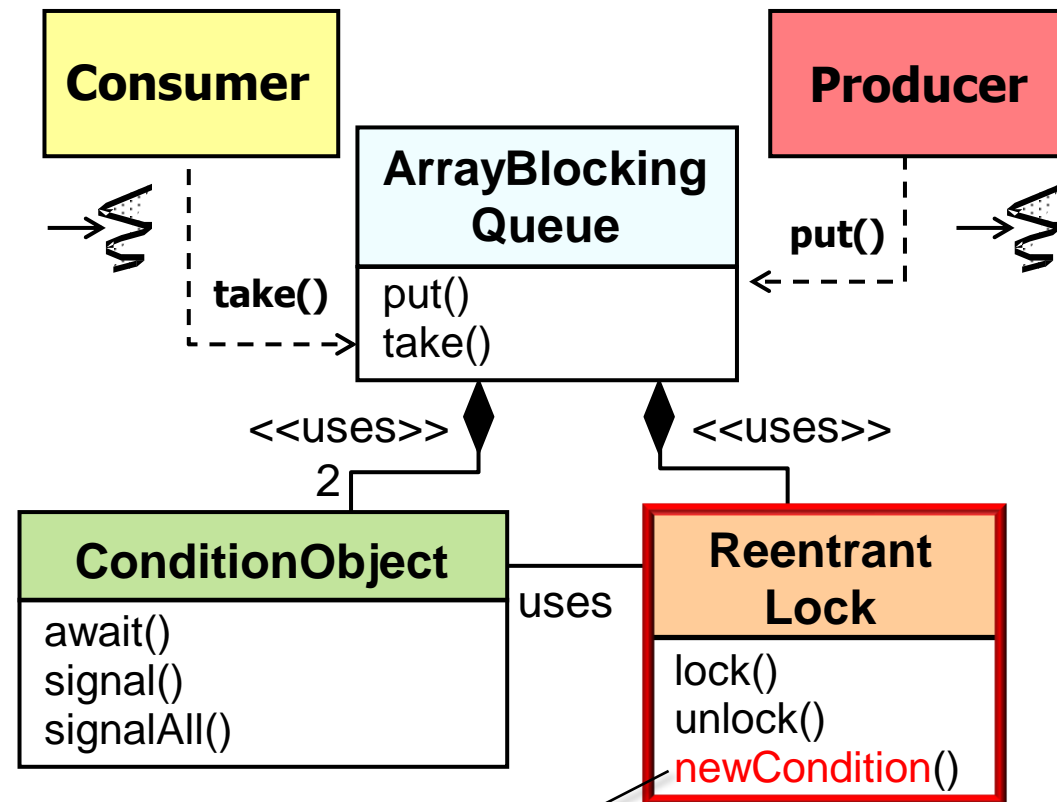 Consumer
Producer
ArrayBlocking
Queue
put()
take()
put()
take()
<<uses>>
<<uses>>
2
ConditionObject
uses
Reentrant
Lock
await()
signal()
signalAll()
lock()
unlock()
newCondition()